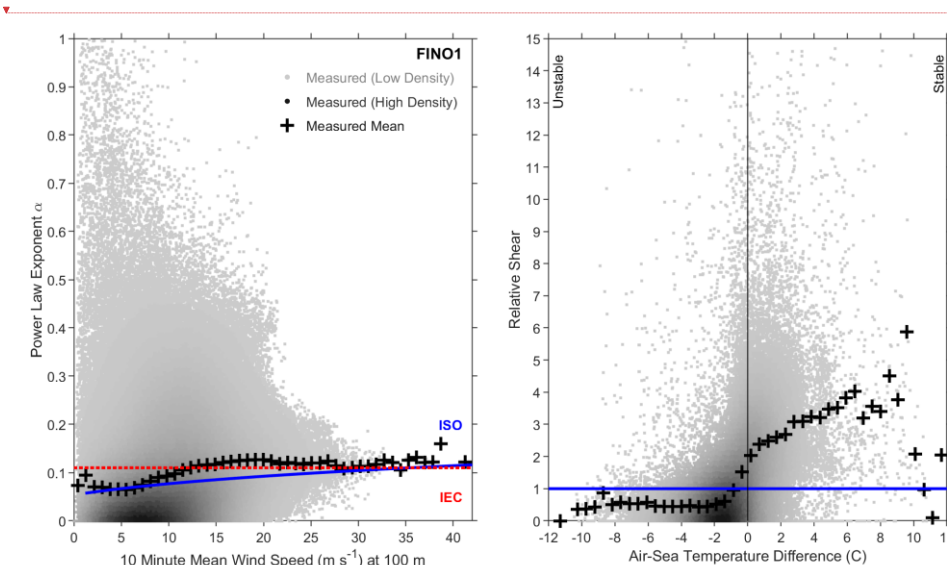 FINO1
Measured (Low Density)
Measured (High Density)
Measured Mean
ISO
IEC
Power Law Exponent α
1
0.9
0.8
0.7
0.6
0.5
0.4
0.3
0.2
0.1
0
0 5 10 15 20 25 30 35 40
10 Minute Mean Wind Speed (m s⁻¹) at 100 m
Unstable
Stable
Relative Shear
15
14
13
12
11
10
9
8
7
6
5
4
3
2
1
0
-12 -10 -8 -6 -4 -2 0 2 4 6 8 10
Air-Sea Temperature Difference (C)